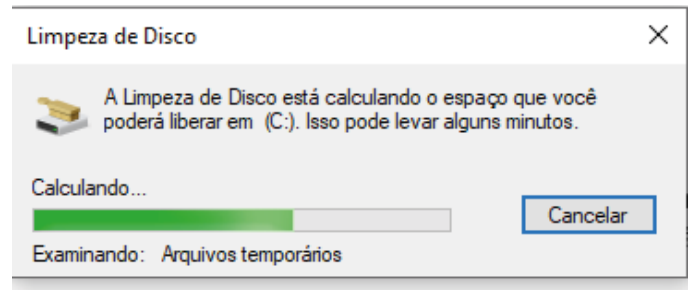 Limpeza de Disco
A Limpeza de Disco está calculando o espaço que você
poderá liberar em  (C:). Isso pode levar alguns minutos.
Calculando...
Cancelar
Examinando:   Arquivos temporários